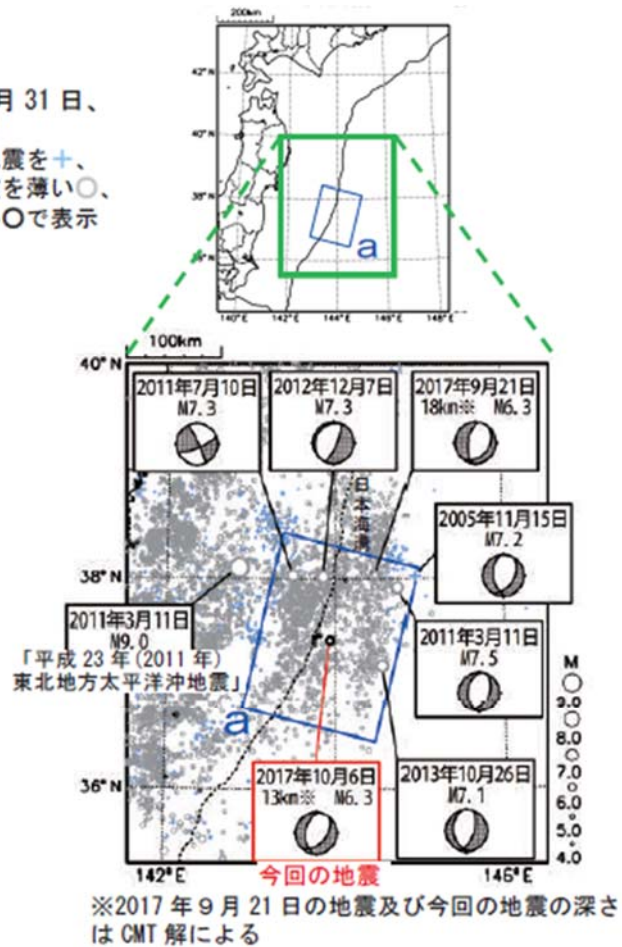 200km
月 31 日、
震を+、
を薄い○、
○で表示
42°N
40°N
38°N
a
140°E 142°E 144°E 146°E 148°E
100km
40°N
2011年7月10日
M7.3
2012年12月7日
M7.3
2017年9月21日
18km※ M6.3
日本海溝
2005年11月15日
M7.2
38°N
2011年3月11日
M9.0
「平成 23 年(2011 年)
東北地方太平洋沖地震」
2011年3月11日
M7.5
a
M
9.0
8.0
7.0
6.0
5.0
4.0
36°N
2017年10月6日
13km※ M6.3
2013年10月26日
M7.1
142°E
今回の地震
146°E
※2017 年 9 月 21 日の地震及び今回の地震の深さ
は CMT 解による